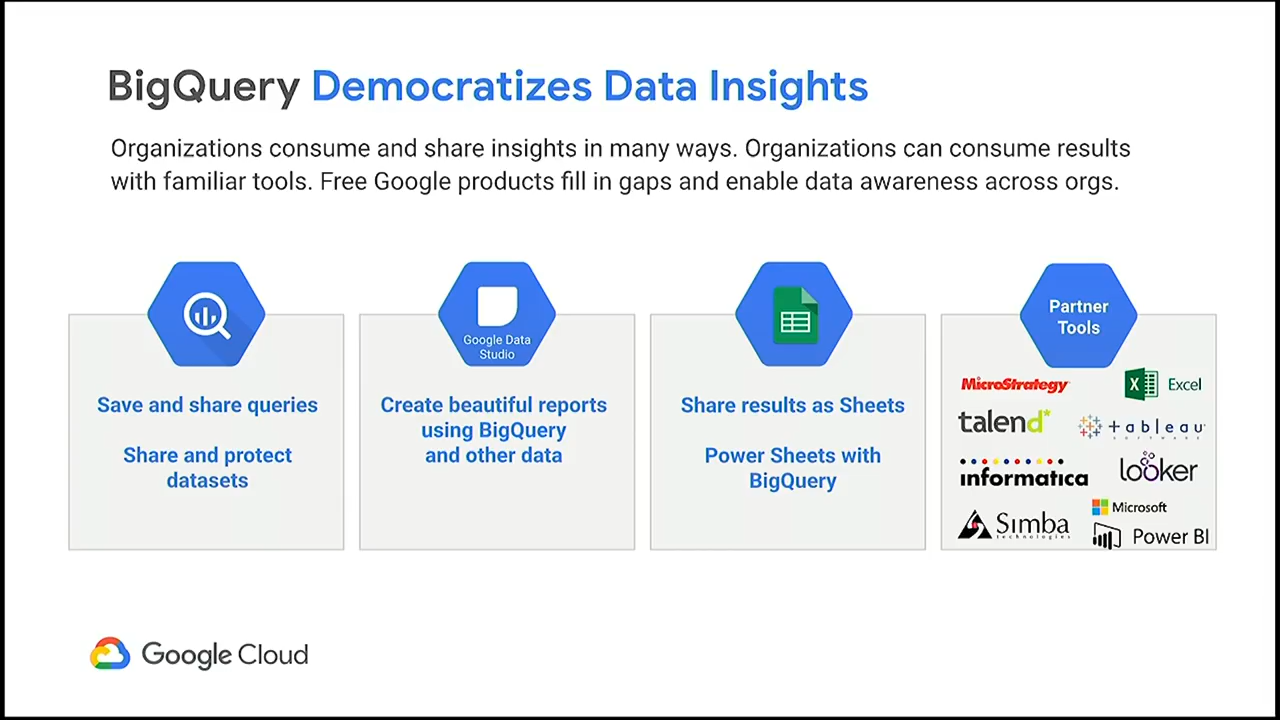 BigQuery Democratizes Data Insights
Organizations consume and share insights in many ways. Organizations can consume results
with familiar tools. Free Google products fill in gaps and enable data awareness across orgs.
Save and share queries
Share and protect
datasets
Google Data
Studio
Create beautiful reports
using BigQuery
and other data
Share results as Sheets
Power Sheets with
BigQuery
Partner
Tools
MicroStrategy
X Excel
talend*
tableau
SOFTWARE
informatica
looker
Simba
technologies
Microsoft
Power BI
Google Cloud